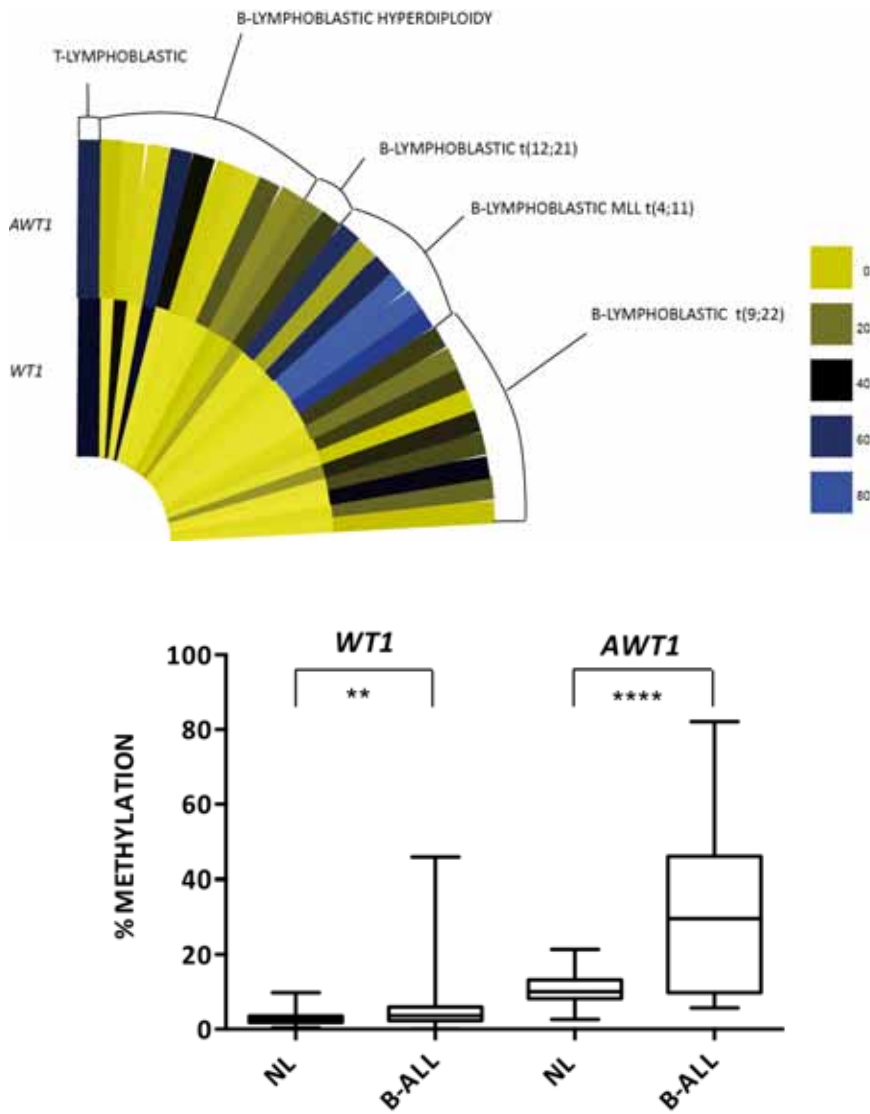 B-LYMPHOBLASTIC HYPERDIPLOIDY
T-LYMPHOBLASTIC
B-LYMPHOBLASTIC t(12;21)
B-LYMPHOBLASTIC MLL t(4;11)
B-LYMPHOBLASTIC t(9;22)
AWT1
WT1
0
20
40
60
80
WT1
AWT1
**
****
% METHYLATION
100
80
60
40
20
0
NL
B-ALL
NL
B-ALL